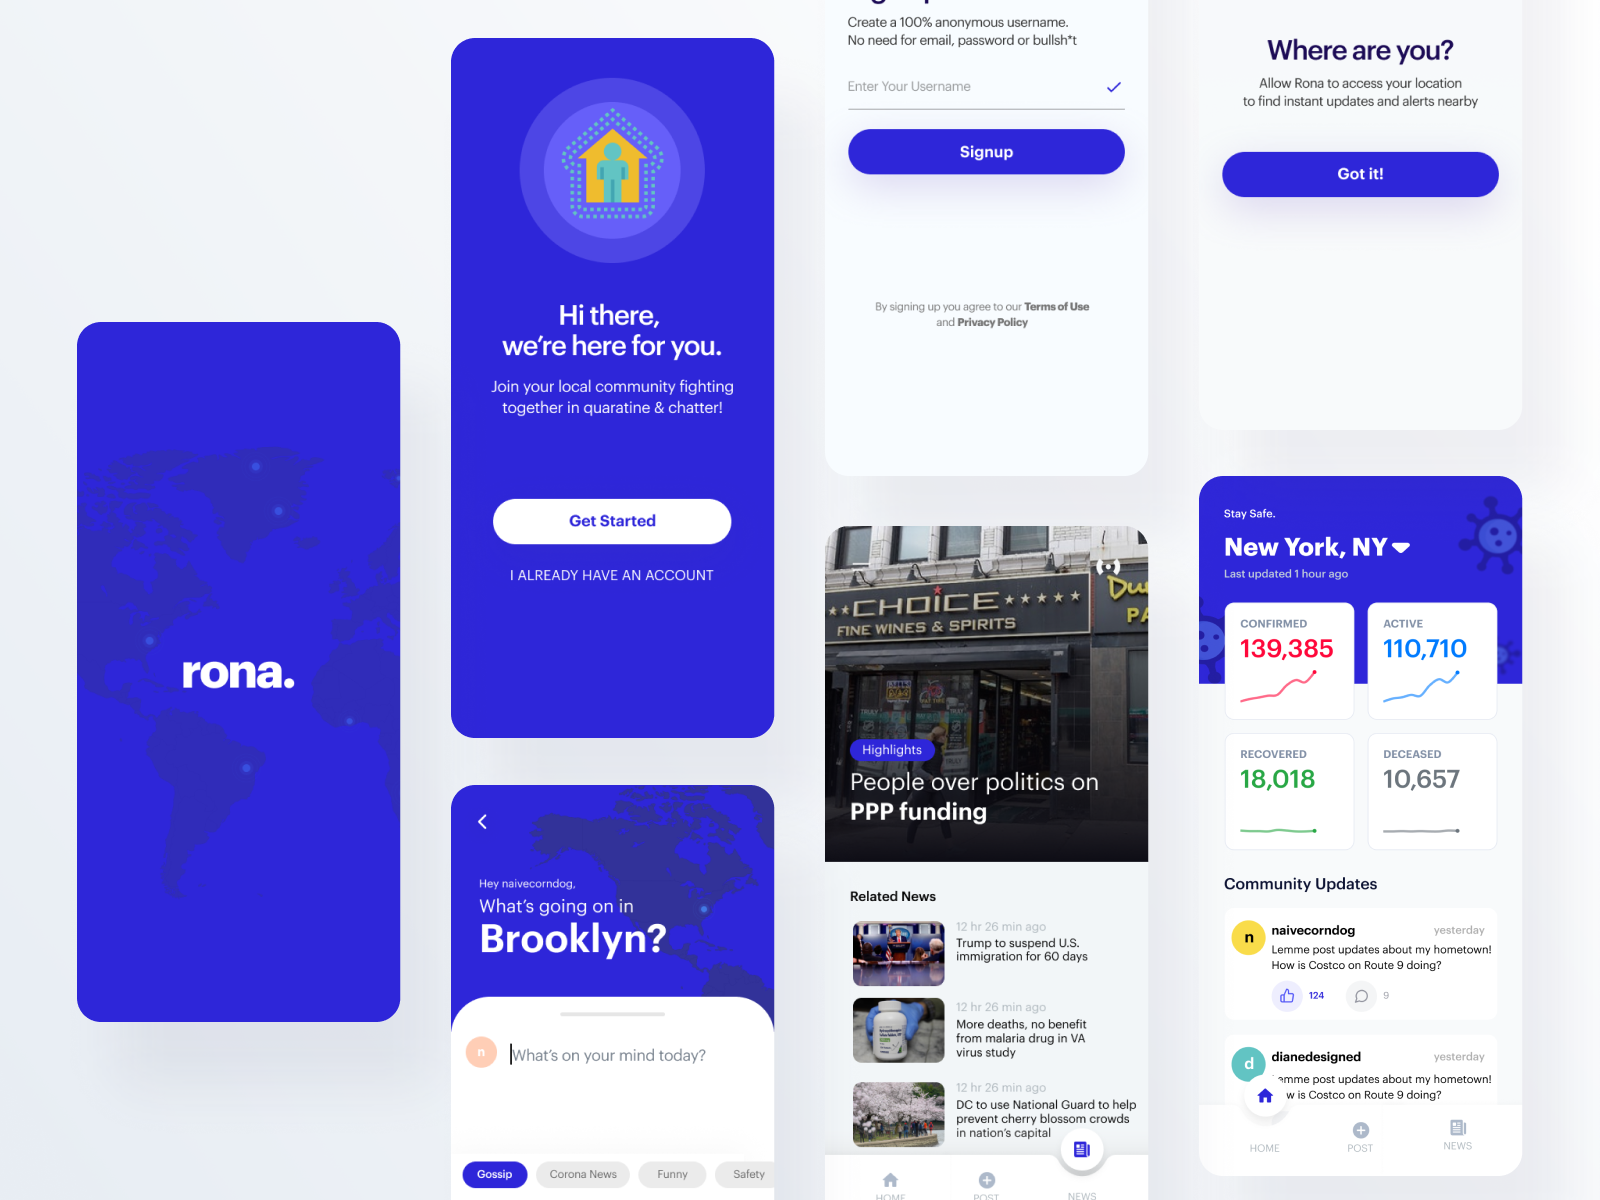 rona.
Hi there,
we're here for you.
Join your local community fighting
together in quaratine & chatter!
Get Started
I ALREADY HAVE AN ACCOUNT
Hey naivecorndog,
What's going on in
Brooklyn?
n
What's on your mind today?
Gossip
Corona News
Funny
Safety
Create a 100% anonymous username.
No need for email, password or bullsh*t
Enter Your Username
Signup
By signing up you agree to our Terms of Use
and Privacy Policy
CHOICE
FINE WINES & SPIRITS
Highlights
People over politics on
PPP funding
Related News
12 hr 26 min ago
Trump to suspend U.S.
immigration for 60 days
12 hr 26 min ago
More deaths, no benefit
from malaria drug in VA
virus study
12 hr 26 min ago
DC to use National Guard to help
prevent cherry blossom crowds
in nation's capital
HOME
POST
NEWS
Where are you?
Allow Rona to access your location
to find instant updates and alerts nearby
Got it!
Stay Safe.
New York, NY
Last updated 1 hour ago
CONFIRMED
139,385
ACTIVE
110,710
RECOVERED
18,018
DECEASED
10,657
Community Updates
n
naivecorndog
yesterday
Lemme post updates about my hometown!
How is Costco on Route 9 doing?
124
9
d
dianedesigned
yesterday
emme post updates about my hometown!
w is Costco on Route 9 doing?
HOME
POST
NEWS